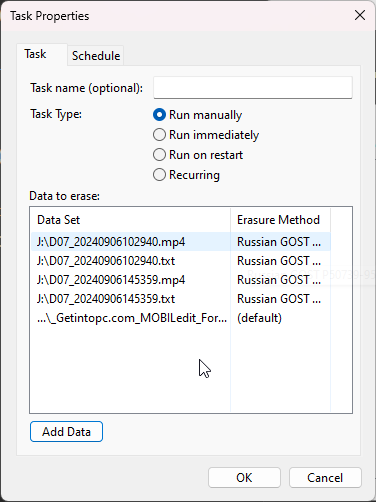 Task Properties
Task
Schedule
Task name (optional):
Task Type:
Run manually
Run immediately
Run on restart
Recurring
Data to erase:
Data Set Erasure Method
J:\D07_20240906102940.mp4 Russian GOST ...
J:\D07_20240906102940.txt Russian GOST ...
J:\D07_20240906145359.mp4 Russian GOST ...
J:\D07_20240906145359.txt Russian GOST ...
...\_Getintopc.com_MOBILedit_For... (default)
Add Data
OK
Cancel